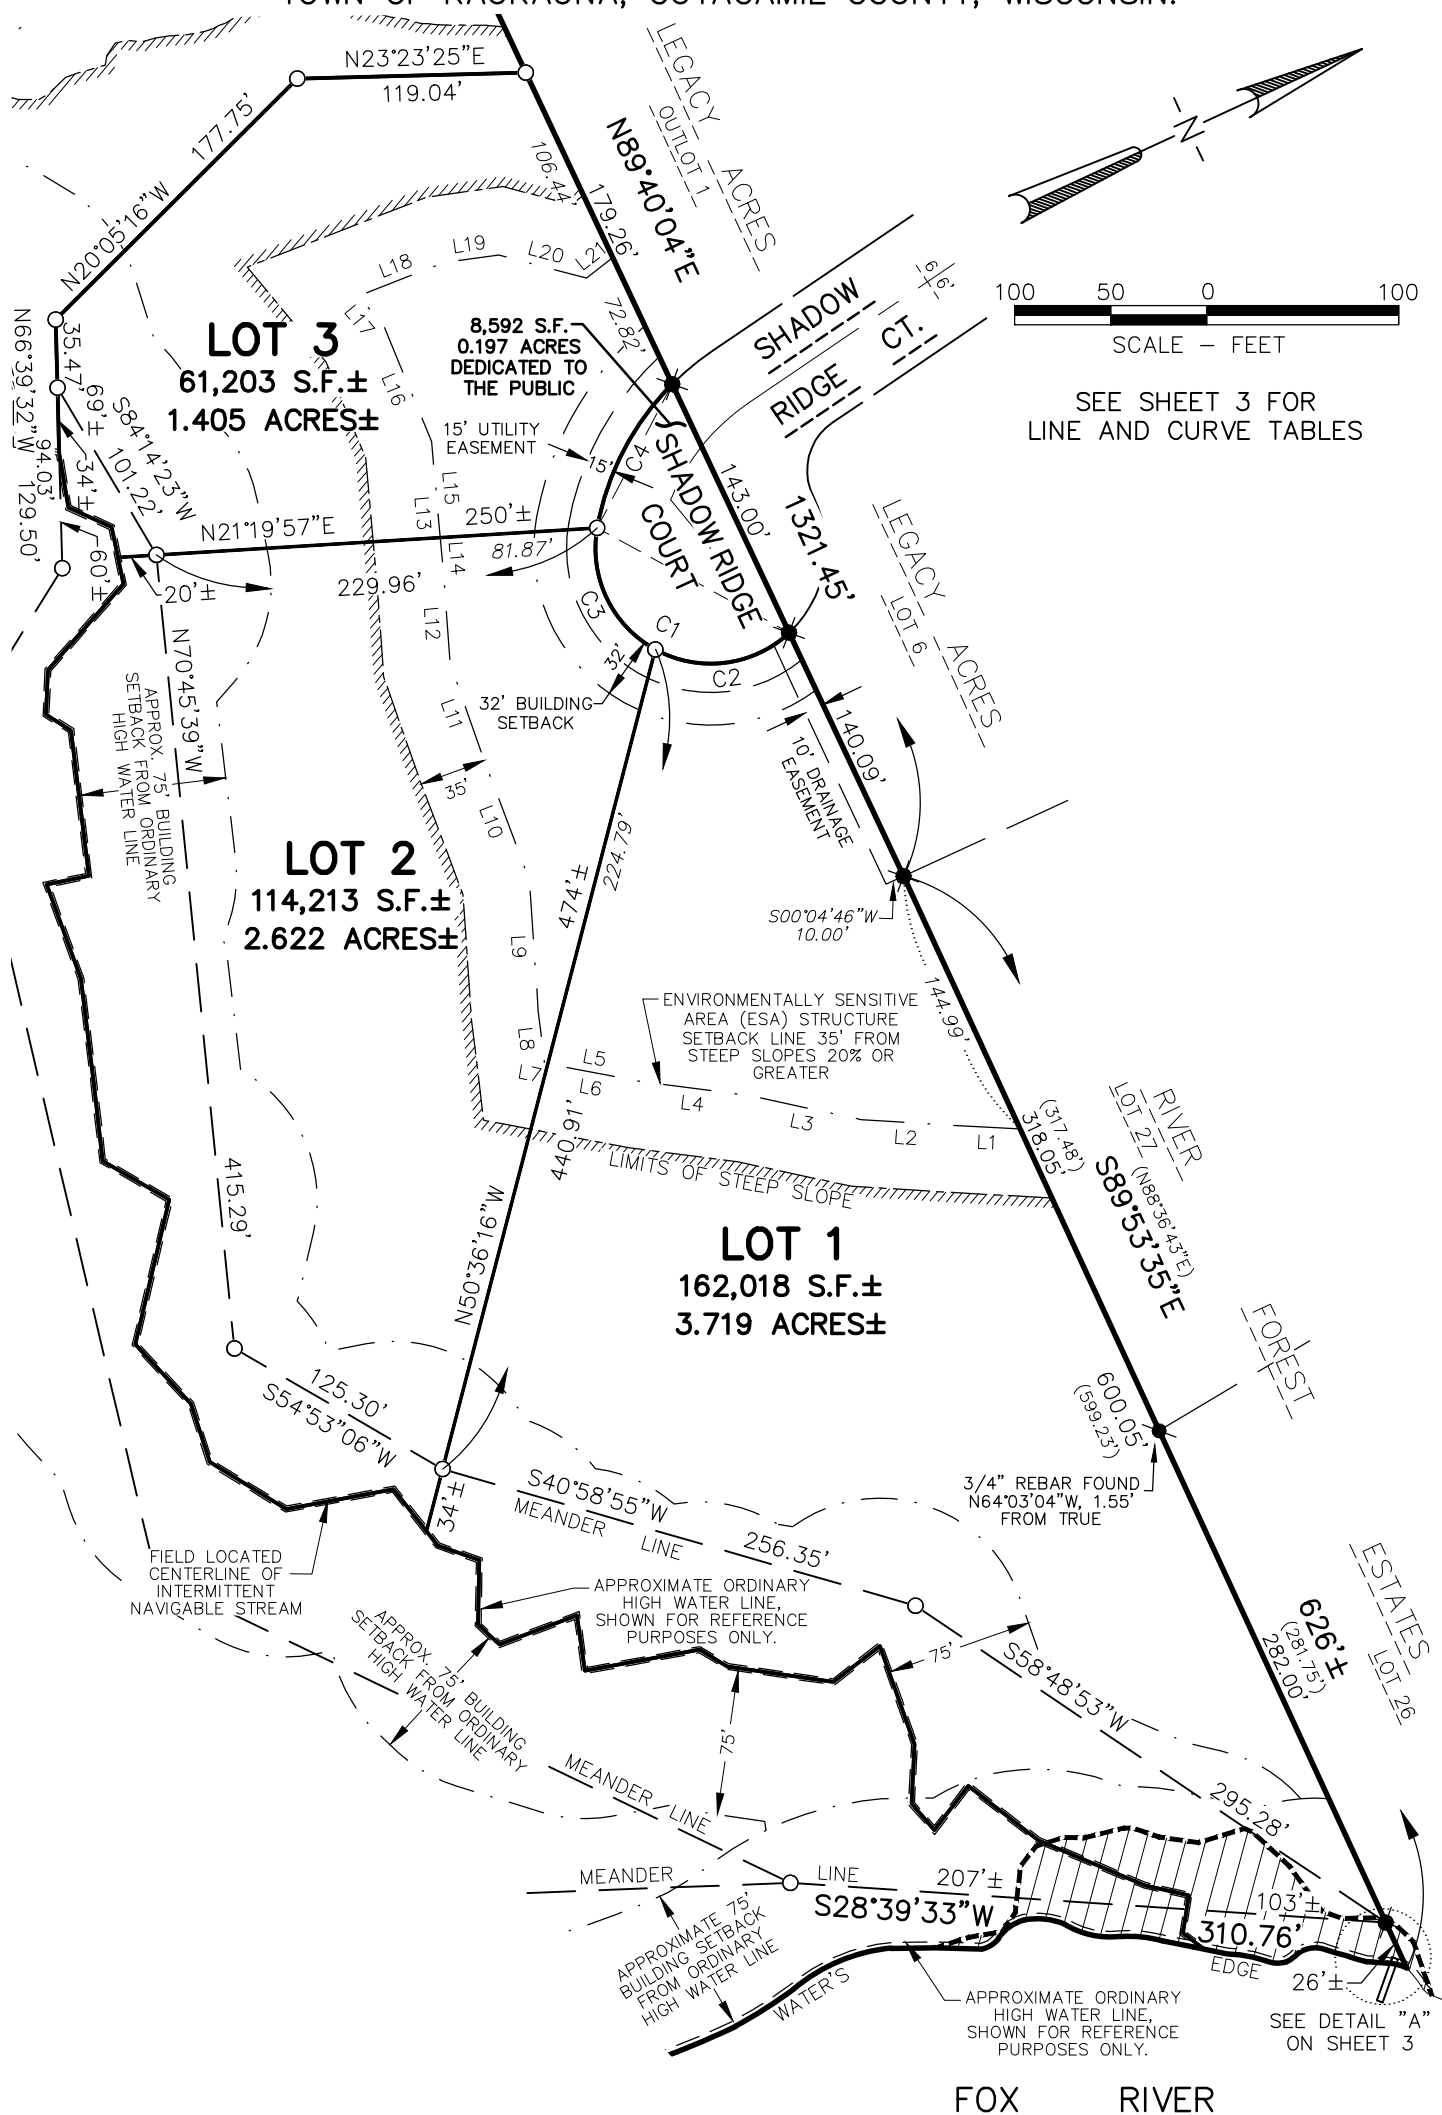 N23°23'25"E
119.04'
177.75'
N20°05'16"W
LEGACY ACRES
OUTLOT 1
N89°40'04"E
106.44'
179.26'
72.82'
N
L18
L19
L20
L21
L17
L16
SHADOW
RIDGE CT.
6'
6'
100 50 0 100
SCALE – FEET
SEE SHEET 3 FOR
LINE AND CURVE TABLES
LOT 3
61,203 S.F.±
1.405 ACRES±
8,592 S.F.
0.197 ACRES
DEDICATED TO
THE PUBLIC
15' UTILITY
EASEMENT
15'
C4
SHADOW RIDGE
COURT
143.00'
1321.45'
N66°39'32"W 129.50'
35.47'
94.03'
69'±
34'±
S84°14'23"W
101.22'
60'±
20'±
N21°19'57"E
250'±
81.87'
229.96'
L15
L13
L14
L12
L11
L10
L9
L8
L7
C3
C1
C2
32'
32' BUILDING
SETBACK
35'
LEGACY ACRES
LOT 6
140.09'
10' DRAINAGE
EASEMENT
N70°45'39"W
APPROX. 75' BUILDING
SETBACK FROM ORDINARY
HIGH WATER LINE
LOT 2
114,213 S.F.±
2.622 ACRES±
474'±
224.79'
S00°04'46"W
10.00'
144.99'
ENVIRONMENTALLY SENSITIVE
AREA (ESA) STRUCTURE
SETBACK LINE 35' FROM
STEEP SLOPES 20% OR
GREATER
L5
L6
L4
L3
L2
L1
440.91'
LIMITS OF STEEP SLOPE
(317.48')
318.05'
RIVER
LOT 27
(N88°36'43"E)
S89°53'35"E
415.29'
N50°36'16"W
LOT 1
162,018 S.F.±
3.719 ACRES±
FOREST
125.30'
S54°53"06"W
34'±
600.05'
(599.23')
3/4" REBAR FOUND
N64°03'04"W, 1.55'
FROM TRUE
S40°58'55"W
256.35'
MEANDER LINE
FIELD LOCATED
CENTERLINE OF
INTERMITTENT
NAVIGABLE STREAM
APPROXIMATE ORDINARY
HIGH WATER LINE,
SHOWN FOR REFERENCE
PURPOSES ONLY.
ESTATES
LOT 26
626'±
(281.75')
282.00'
APPROX. 75' BUILDING
SETBACK FROM ORDINARY
HIGH WATER LINE
75'
75'
S58°48'53"W
295.28'
MEANDER LINE
MEANDER LINE
207'±
S28°39'33"W
103'±
310.76'
APPROXIMATE 75'
BUILDING SETBACK
FROM ORDINARY
HIGH WATER LINE
WATER'S
EDGE
26'±
APPROXIMATE ORDINARY
HIGH WATER LINE,
SHOWN FOR REFERENCE
PURPOSES ONLY.
SEE DETAIL "A"
ON SHEET 3
FOX RIVER